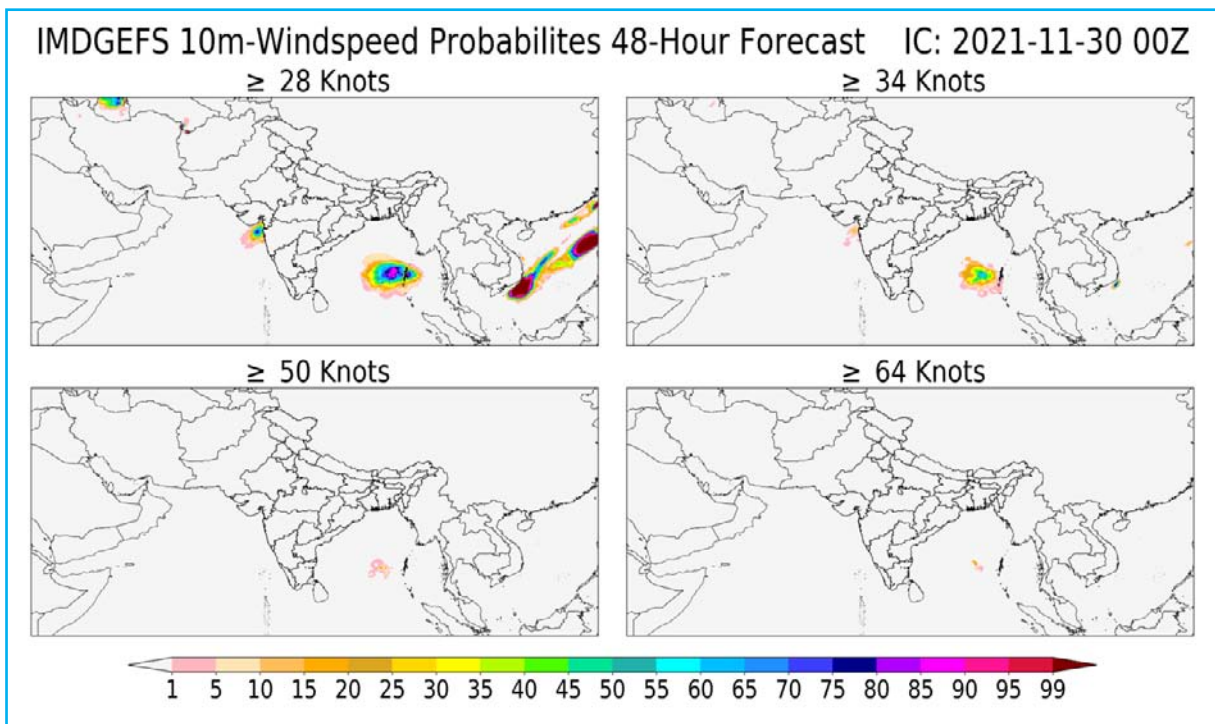 IMDGEFS 10m-Windspeed Probabilites 48-Hour Forecast IC: 2021-11-30 00Z
≥ 28 Knots
≥ 34 Knots
≥ 50 Knots
≥ 64 Knots
1 5 10 15 20 25 30 35 40 45 50 55 60 65 70 75 80 85 90 95 99